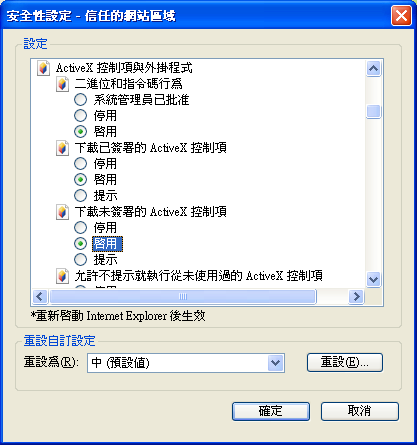 安全性設定 - 信任的網站區域
設定
ActiveX 控制項與外掛程式
二進位和指令碼行為
系統管理員已批准
停用
啟用
下載已簽署的 ActiveX 控制項
停用
啟用
提示
下載未簽署的 ActiveX 控制項
停用
啟用
提示
允許不提示就執行從未使用過的 ActiveX 控制項
*重新啟動 Internet Explorer 後生效
重設自訂設定
重設為(R): 中 (預設值) 重設(E)...
確定 取消